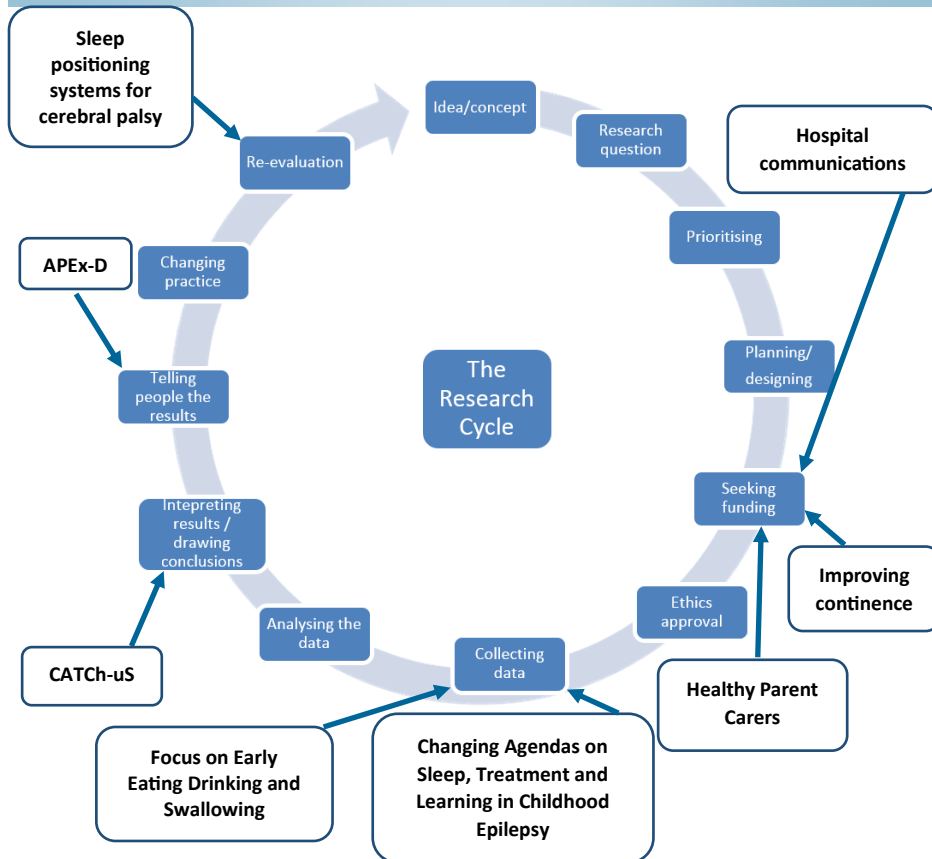 Sleep
positioning
systems for
cerebral palsy
Idea/concept
Research
question
Hospital
communications
Re-evaluation
Prioritising
APEx-D
Changing
practice
Planning/
designing
The
Research
Cycle
Telling
people the
results
Seeking
funding
Intepreting
results /
drawing
conclusions
Improving
continence
Ethics
approval
Analysing the
data
Collecting
data
CATCh-uS
Healthy Parent
Carers
Focus on Early
Eating Drinking and
Swallowing
Changing Agendas on
Sleep, Treatment and
Learning in Childhood
Epilepsy